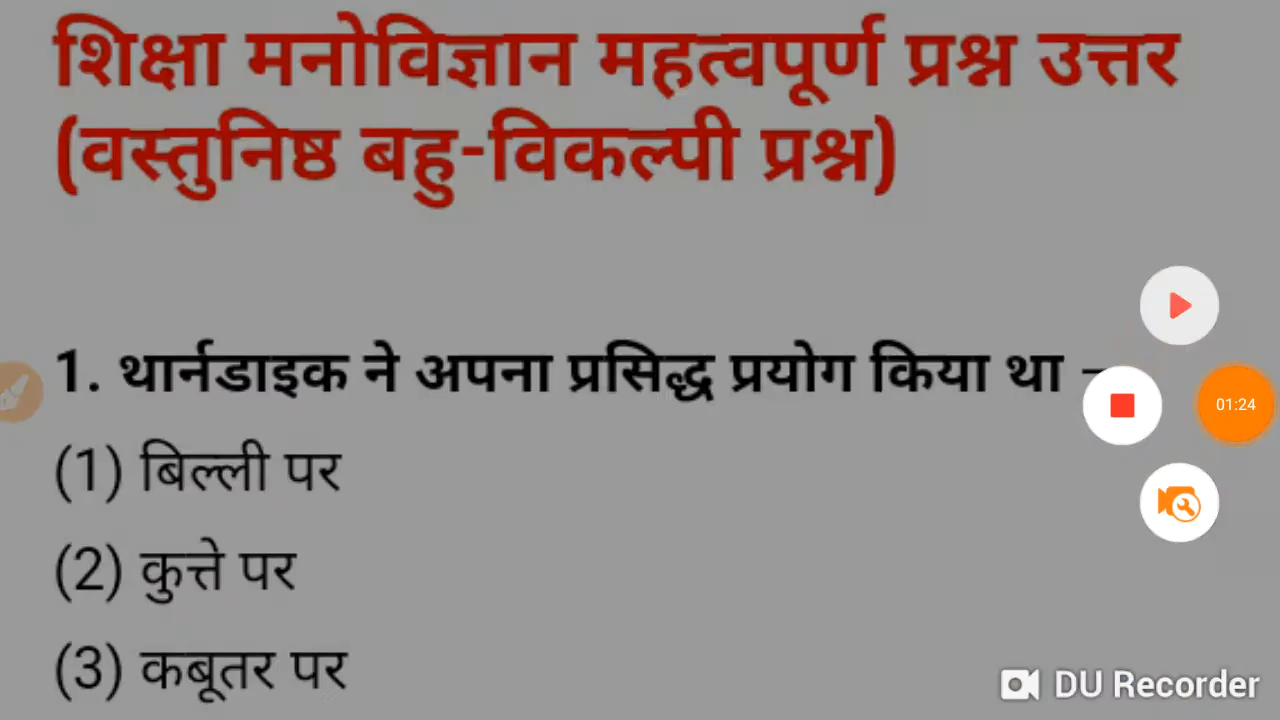 शिक्षा मनोविज्ञान महत्वपूर्ण प्रश्न उत्तर
(वस्तुनिष्ठ बहु-विकल्पी प्रश्न)
1. थार्नडाइक ने अपना प्रसिद्ध प्रयोग किया था –
01:24
(1) बिल्ली पर
(2) कुत्ते पर
(3) कबूतर पर
DU Recorder